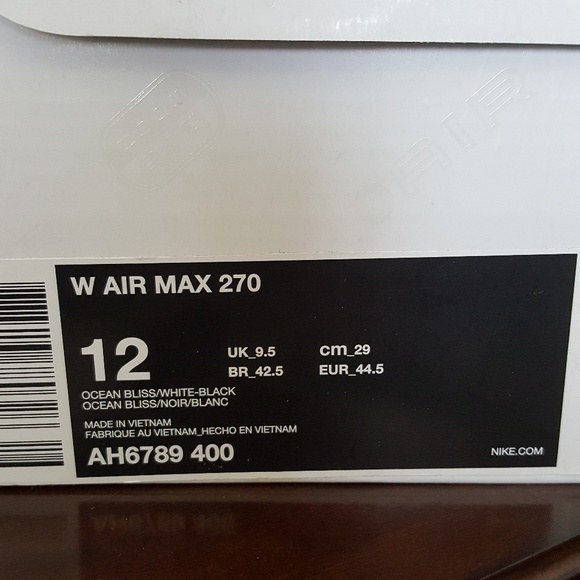 AIR
W AIR MAX 270
12
UK_9.5 cm_29
BR_42.5 EUR_44.5
OCEAN BLISS/WHITE-BLACK
OCEAN BLISS/NOIR/BLANC
MADE IN VIETNAM
FABRIQUE AU VIETNAM_HECHO EN VIETNAM
AH6789 400
NIKE.COM